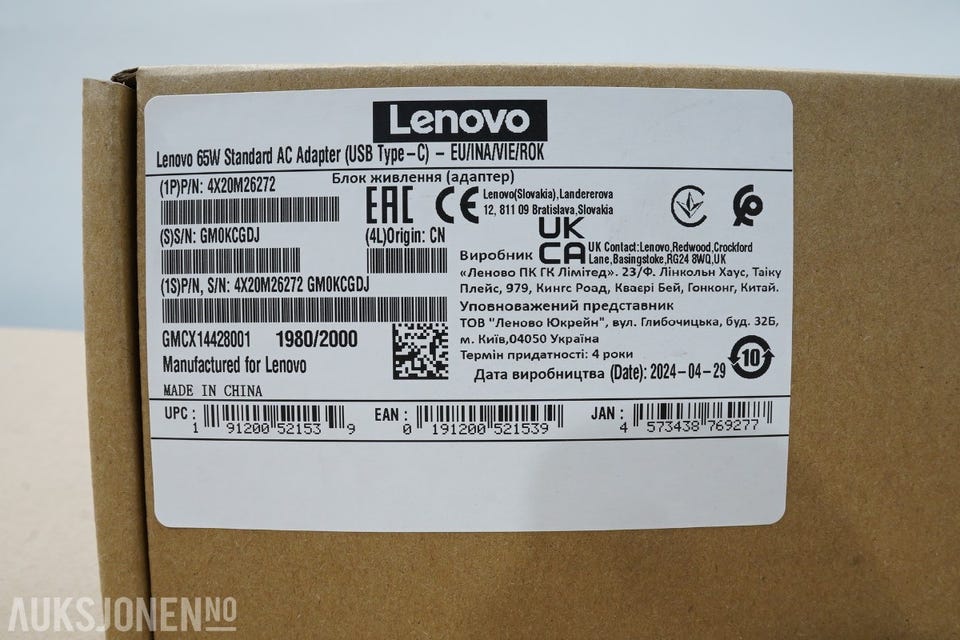 Lenovo
Lenovo 65W Standard AC Adapter (USB Type-C) - EU/INA/VIE/ROK
Блок живлення (адаптер)
(1P)P/N: 4X20M26272
EAC CE
Lenovo(Slovakia),Landererova
12, 811 09 Bratislava,Slovakia
(S)S/N: GM0KCGDJ
(4L)Origin: CN
UK
CA
UK Contact:Lenovo,Redwood,Crockford
Lane,Basingstoke,RG24 8WQ,UK
(1S)P/N, S/N: 4X20M26272 GM0KCGDJ
Виробник
«Леново ПК ГК Лімітед». 23/Ф. Лінкольн Хаус, Таіку
Плейс, 979, Кингс Роад, Кваєрі Бей, Гонконг, Китай.
Уповноважений представник
ТОВ "Леново Юкрейн", вул. Глибочицька, буд. 32Б,
м. Київ,04050 Україна
Термін придатності: 4 роки
Дата виробництва (Date): 2024-04-29
10
GMCX14428001 1980/2000
Manufactured for Lenovo
MADE IN CHINA
UPC : 1 91200 52153 9
EAN : 0 191200 521539
JAN : 4 573438 769277
AUKSJONEN NO